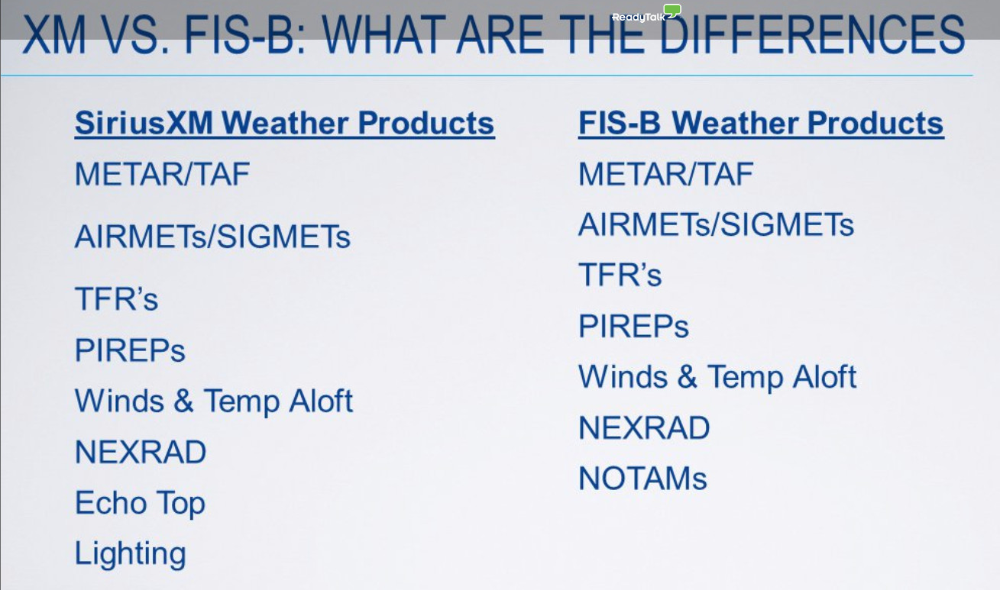 ReadyTalk
XM VS. FIS-B: WHAT ARE THE DIFFERENCES
SiriusXM Weather Products
METAR/TAF
AIRMETs/SIGMETs
TFR’s
PIREPs
Winds & Temp Aloft
NEXRAD
Echo Top
Lighting
FIS-B Weather Products
METAR/TAF
AIRMETs/SIGMETs
TFR’s
PIREPs
Winds & Temp Aloft
NEXRAD
NOTAMs